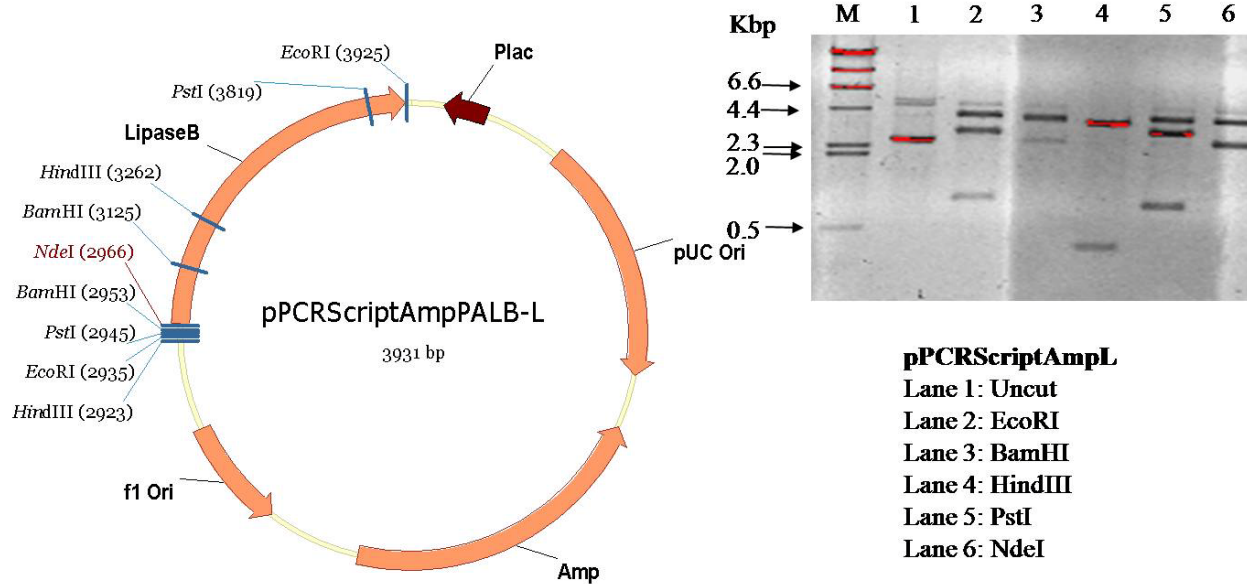 EcoRI (3925)
Plac
PstI (3819)
LipaseB
HindIII (3262)
BamHI (3125)
NdeI (2966)
BamHI (2953)
PstI (2945)
EcoRI (2935)
HindIII (2923)
pUC Ori
pPCRScriptAmpPALB-L
3931 bp
f1 Ori
Amp
M 1 2 3 4 5 6
Kbp
6.6
4.4
2.3
2.0
0.5
pPCRScriptAmpL
Lane 1: Uncut
Lane 2: EcoRI
Lane 3: BamHI
Lane 4: HindIII
Lane 5: PstI
Lane 6: NdeI